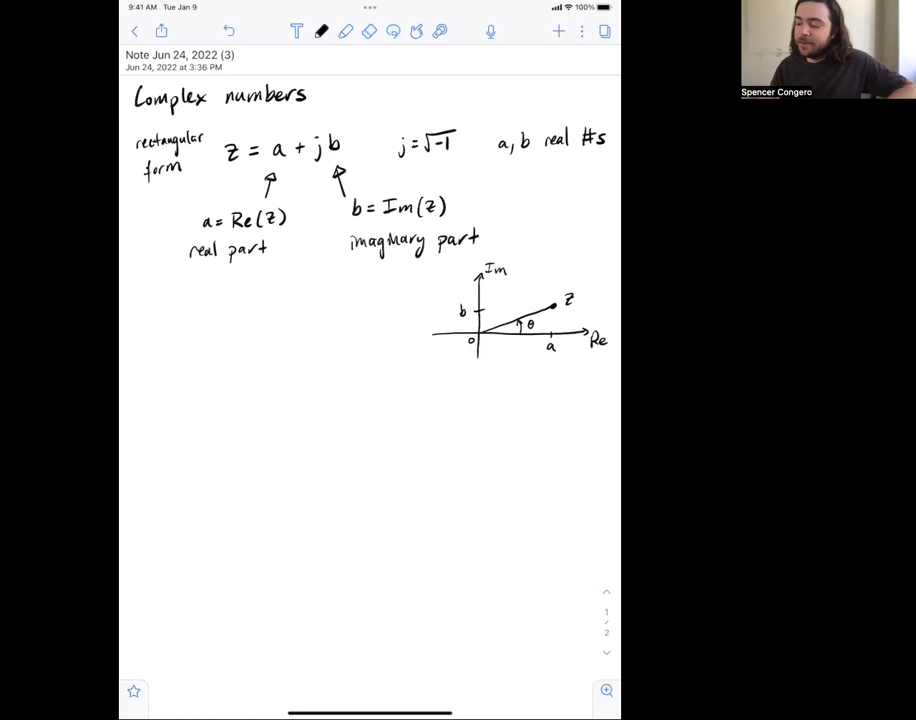 9:41 AM Tue Jan 9
100%
Note Jun 24, 2022 (3)
Jun 24, 2022 at 3:36 PM
Complex numbers
rectangular form
z = a + jb
j = √-1
a, b real #s
a = Re(z)
real part
b = Im(z)
imaginary part
Im
b
z
θ
0
a
Re
1
/
2
Spencer Congero